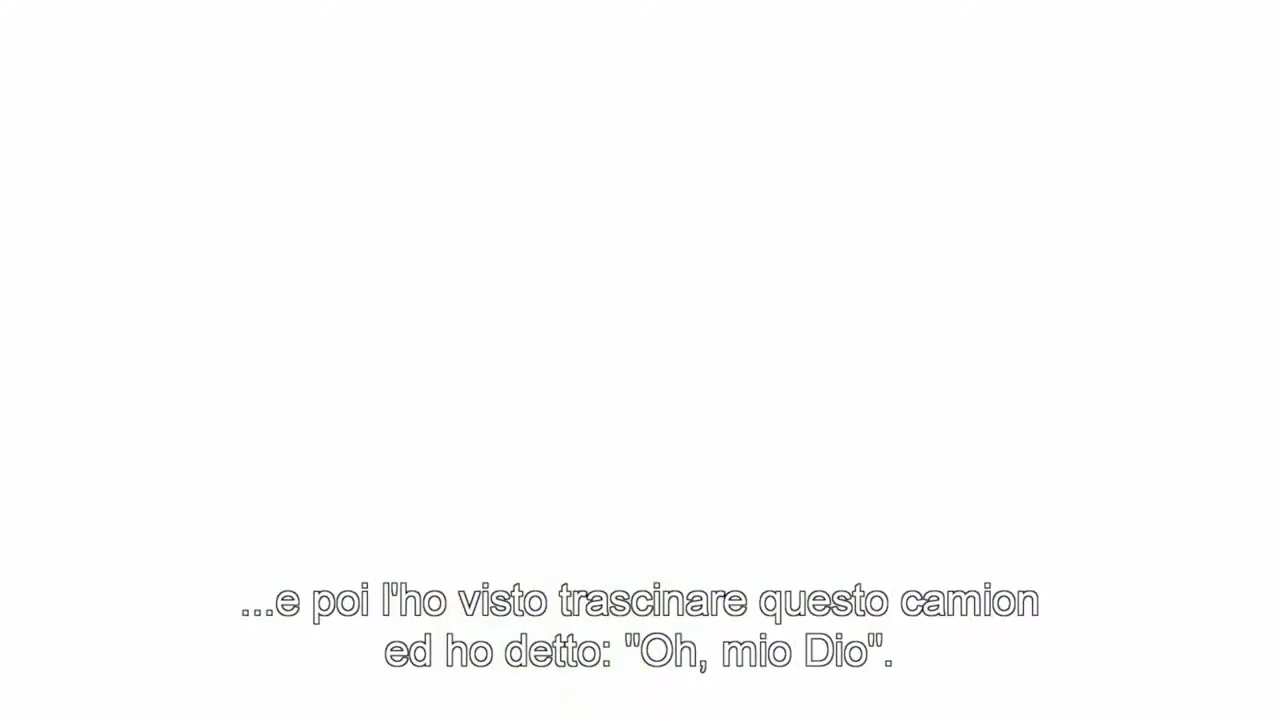 ...e poi l'ho visto trascinare questo camion
ed ho detto: "Oh, mio Dio".